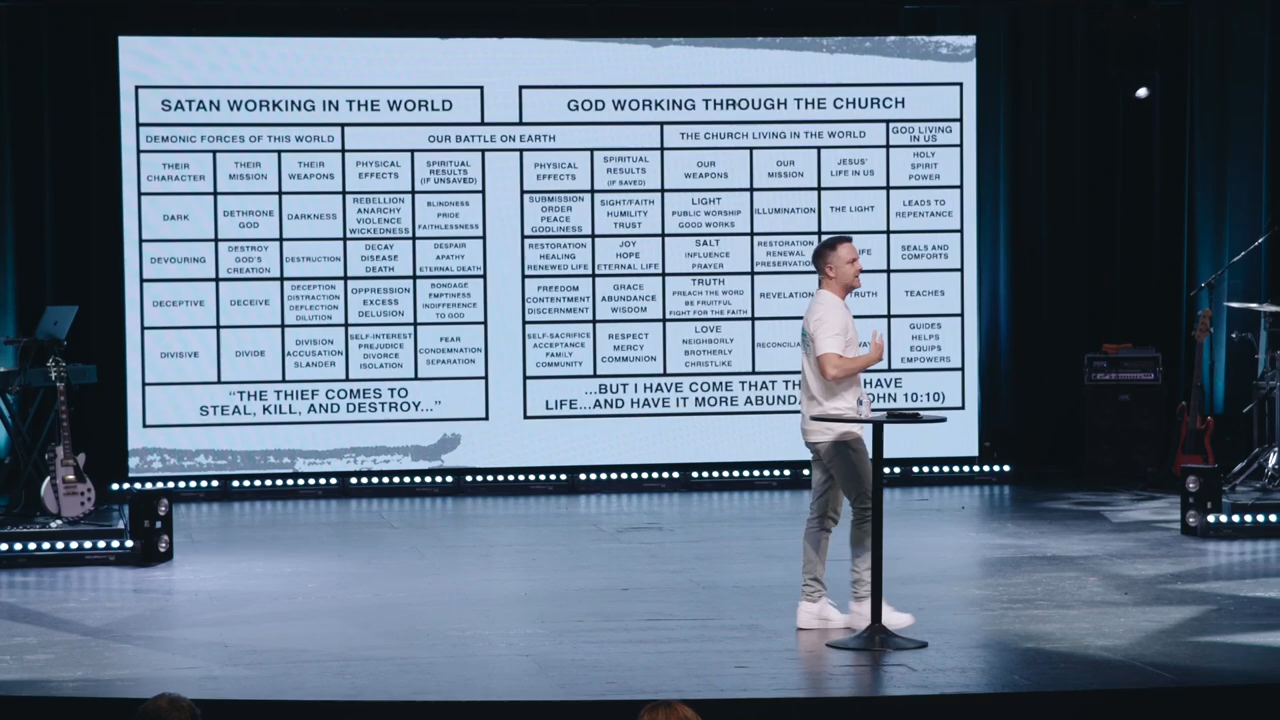 SATAN WORKING IN THE WORLD
DEMONIC FORCES OF THIS WORLD
OUR BATTLE ON EARTH
THEIR
CHARACTER
THEIR
MISSION
THEIR
WEAPONS
PHYSICAL
EFFECTS
SPIRITUAL
RESULTS
(IF UNSAVED)
DARK
DETHRONE
GOD
DARKNESS
REBELLION
ANARCHY
VIOLENCE
WICKEDNESS
BLINDNESS
PRIDE
FAITHLESSNESS
DEVOURING
DESTROY
GOD'S
CREATION
DESTRUCTION
DECAY
DISEASE
DEATH
DESPAIR
APATHY
ETERNAL DEATH
DECEPTIVE
DECEIVE
DECEPTION
DISTRACTION
DEFLECTION
DILUTION
OPPRESSION
EXCESS
DELUSION
BONDAGE
EMPTINESS
INDIFFERENCE
TO GOD
DIVISIVE
DIVIDE
DIVISION
ACCUSATION
SLANDER
SELF-INTEREST
PREJUDICE
DIVORCE
ISOLATION
FEAR
CONDEMNATION
SEPARATION
"THE THIEF COMES TO
STEAL, KILL, AND DESTROY..."
GOD WORKING THROUGH THE CHURCH
THE CHURCH LIVING IN THE WORLD
GOD LIVING
IN US
PHYSICAL
EFFECTS
SPIRITUAL
RESULTS
(IF SAVED)
OUR
WEAPONS
OUR
MISSION
JESUS'
LIFE IN US
HOLY
SPIRIT
POWER
SUBMISSION
ORDER
PEACE
GODLINESS
SIGHT/FAITH
HUMILITY
TRUST
LIGHT
PUBLIC WORSHIP
GOOD WORKS
ILLUMINATION
THE LIGHT
LEADS TO
REPENTANCE
RESTORATION
HEALING
RENEWED LIFE
JOY
HOPE
ETERNAL LIFE
SALT
INFLUENCE
PRAYER
RESTORATION
RENEWAL
PRESERVATION
SEALS AND
COMFORTS
FREEDOM
CONTENTMENT
DISCERNMENT
GRACE
ABUNDANCE
WISDOM
TRUTH
PREACH THE WORD
BE FRUITFUL
FIGHT FOR THE FAITH
REVELATION
TRUTH
TEACHES
SELF-SACRIFICE
ACCEPTANCE
FAMILY
COMMUNITY
RESPECT
MERCY
COMMUNION
LOVE
NEIGHBORLY
BROTHERLY
CHRISTLIKE
GUIDES
HELPS
EQUIPS
EMPOWERS
...BUT I HAVE COME THAT HAVE
LIFE...AND HAVE IT MORE 10:10)